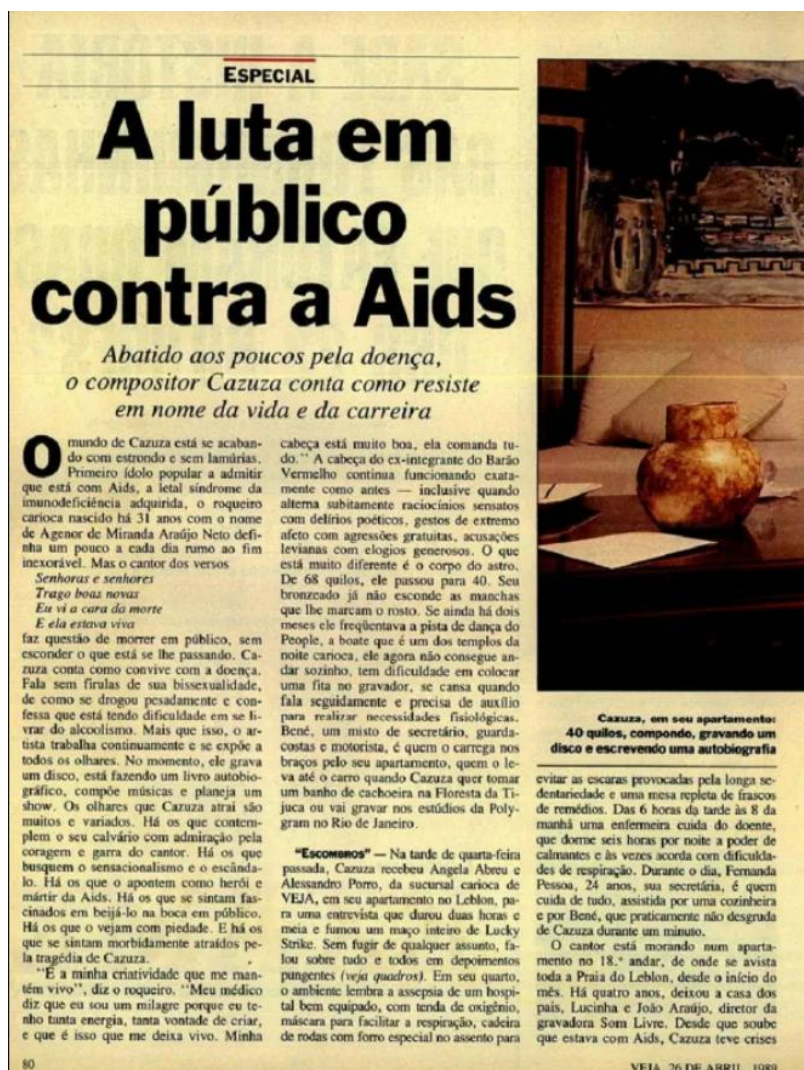 ESPECIAL
A luta em
público
contra a Aids
Abatido aos poucos pela doença,
o compositor Cazuza conta como resiste
em nome da vida e da carreira
O mundo de Cazuza está se acaban-
do com estrondo e sem lamúrias.
Primeiro ídolo popular a admitir
que está com Aids, a letal síndrome da
imunodeficiência adquirida, o roqueiro
carioca nascido há 31 anos com o nome
de Agenor de Miranda Araújo Neto defi-
nha um pouco a cada dia rumo ao fim
inexorável. Mas o cantor dos versos
Senhoras e senhores
Trago boas novas
Eu vi a cara da morte
E ela estava viva
faz questão de morrer em público, sem
esconder o que está se lhe passando. Ca-
zuza conta como convive com a doença.
Fala sem firulas de sua bissexualidade,
de como se drogou pesadamente e con-
fessa que está tendo dificuldade em se li-
vrar do alcoolismo. Mais que isso, o ar-
tista trabalha continuamente e se expõe a
todos os olhares. No momento, ele grava
um disco, está fazendo um livro autobio-
gráfico, compõe músicas e planeja um
show. Os olhares que Cazuza atrai são
muitos e variados. Há os que contem-
plem o seu calvário com admiração pela
coragem e garra do cantor. Há os que
busquem o sensacionalismo e o escânda-
lo. Há os que o apontem como herói e
mártir da Aids. Há os que se sintam fas-
cinados em beijá-lo na boca em público.
Há os que o vejam com piedade. E há os
que se sintam morbidamente atraídos pe-
la tragédia de Cazuza.
"É a minha criatividade que me man-
tém vivo", diz o roqueiro. "Meu médico
diz que eu sou um milagre porque eu te-
nho tanta energia, tanta vontade de criar,
e que é isso que me deixa vivo. Minha
cabeça está muito boa, ela comanda tu-
do." A cabeça do ex-integrante do Barão
Vermelho continua funcionando exata-
mente como antes — inclusive quando
alterna subitamente raciocínios sensatos
com delírios poéticos, gestos de extremo
afeto com agressões gratuitas, acusações
levianas com elogios generosos. O que
está muito diferente é o corpo do astro.
De 68 quilos, ele passou para 40. Seu
bronzeado já não esconde as manchas
que lhe marcam o rosto. Se ainda há dois
meses ele freqüentava a pista de dança do
People, a boate que é um dos templos da
noite carioca, ele agora não consegue an-
dar sozinho, tem dificuldade em colocar
uma fita no gravador, se cansa quando
fala seguidamente e precisa de auxílio
para realizar necessidades fisiológicas.
Bené, um misto de secretário, guarda-
costas e motorista, é quem o carrega nos
braços pelo seu apartamento, quem o le-
va até o carro quando Cazuza quer tomar
um banho de cachoeira na Floresta da Ti-
juca ou vai gravar nos estúdios da Poly-
gram no Rio de Janeiro.
"ESCOMBROS" — Na tarde de quarta-feira
passada, Cazuza recebeu Angela Abreu e
Alessandro Porro, da sucursal carioca de
VEJA, em seu apartamento no Leblon, pa-
ra uma entrevista que durou duas horas e
meia e fumou um maço inteiro de Lucky
Strike. Sem fugir de qualquer assunto, fa-
lou sobre tudo e todos em depoimentos
pungentes (veja quadros). Em seu quarto,
o ambiente lembra a assepsia de um hospi-
tal bem equipado, com tenda de oxigênio,
máscara para facilitar a respiração, cadeira
de rodas com forro especial no assento para
Cazuza, em seu apartamento:
40 quilos, compondo, gravando um
disco e escrevendo uma autobiografia
evitar as escaras provocadas pela longa se-
dentariedade e uma mesa repleta de frascos
de remédios. Das 6 horas da tarde às 8 da
manhã uma enfermeira cuida do doente,
que dorme seis horas por noite a poder de
calmantes e às vezes acorda com dificulda-
des de respiração. Durante o dia, Fernanda
Pessoa, 24 anos, sua secretária, é quem
cuida de tudo, assistida por uma cozinheira
e por Bené, que praticamente não desgruda
de Cazuza durante um minuto.
O cantor está morando num aparta-
mento no 18.º andar, de onde se avista
toda a Praia do Leblon, desde o início do
mês. Há quatro anos, deixou a casa dos
pais, Lucinha e João Araújo, diretor da
gravadora Som Livre. Desde que soube
que estava com Aids, Cazuza teve crises
80
VEJA, 26 DE ABRIL, 1989